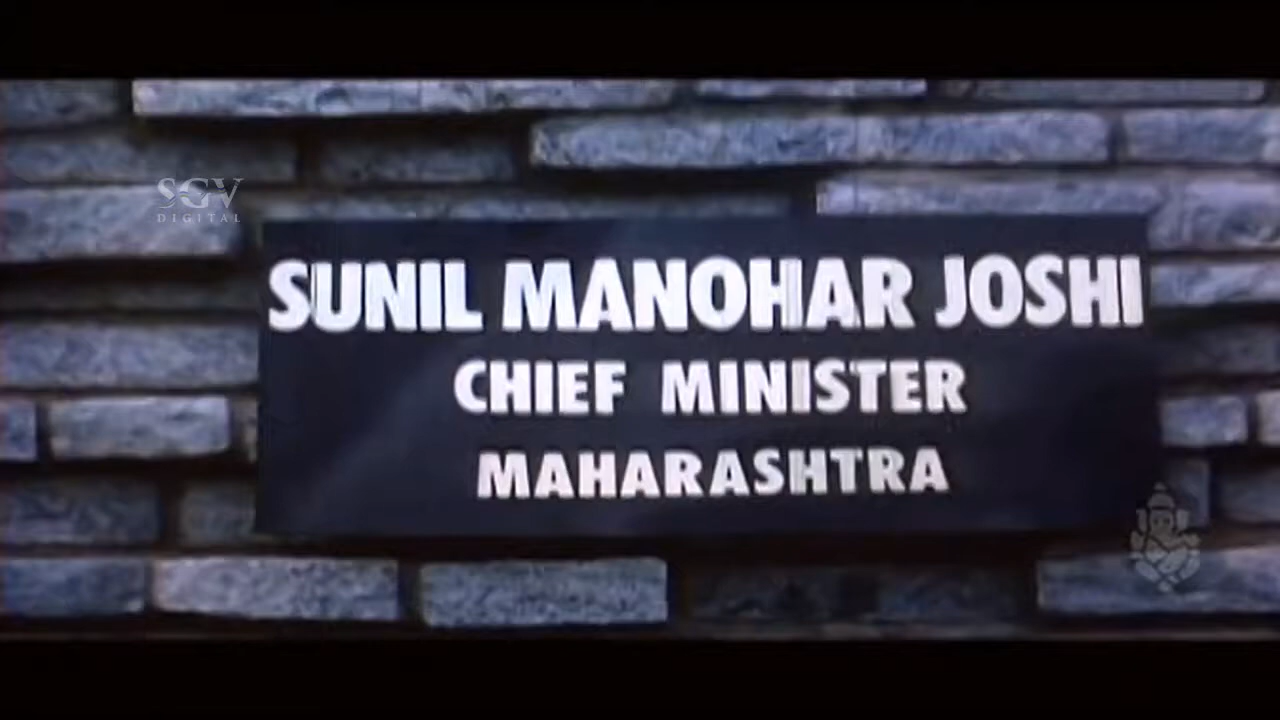 SGV
DIGITAL
SUNIL MANOHAR JOSHI
CHIEF MINISTER
MAHARASHTRA